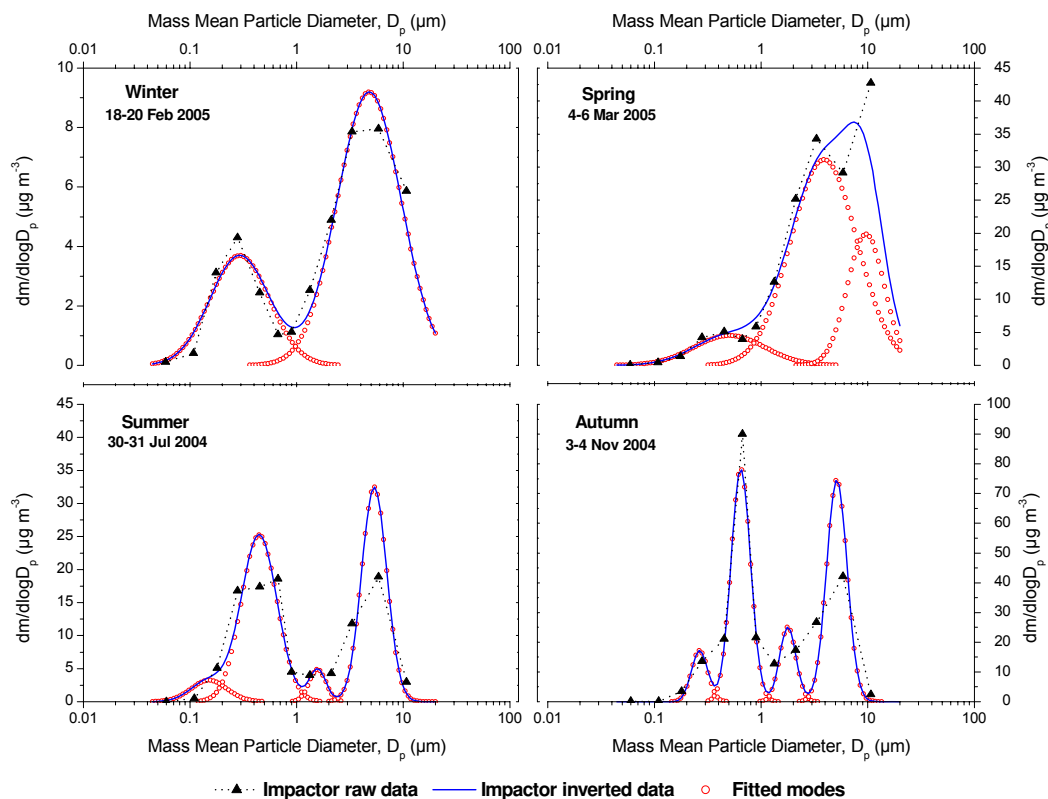 Mass Mean Particle Diameter, Dp (µm)
Mass Mean Particle Diameter, Dp (µm)
0.01 0.1 1 10 100
0.01 0.1 1 10 100
10
8
6
4
2
0
dm/dlogDp (µg m-3)
Winter
18-20 Feb 2005
Spring
4-6 Mar 2005
45
40
35
30
25
20
15
10
5
0
dm/dlogDp (µg m-3)
45
40
35
30
25
20
15
10
5
0
dm/dlogDp (µg m-3)
Summer
30-31 Jul 2004
Autumn
3-4 Nov 2004
100
90
80
70
60
50
40
30
20
10
0
dm/dlogDp (µg m-3)
0.01 0.1 1 10 100
0.01 0.1 1 10 100
Mass Mean Particle Diameter, Dp (µm)
Mass Mean Particle Diameter, Dp (µm)
Impactor raw data Impactor inverted data Fitted modes